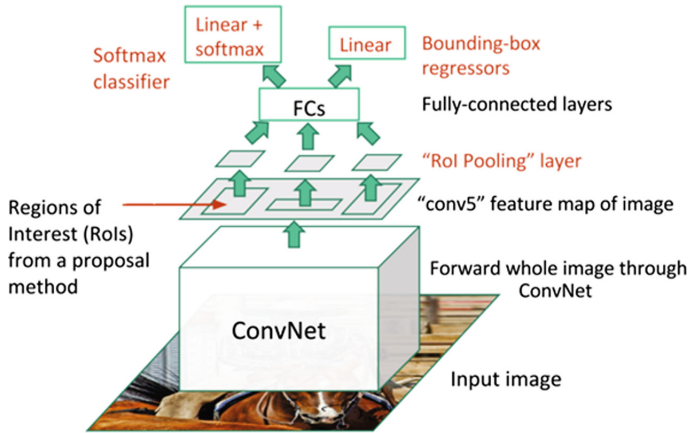 Linear +
softmax
Linear
Softmax
classifier
Bounding-box
regressors
FCs
Fully-connected layers
“RoI Pooling” layer
Regions of
Interest (RoIs)
from a proposal
method
“conv5” feature map of image
Forward whole image through
ConvNet
ConvNet
Input image